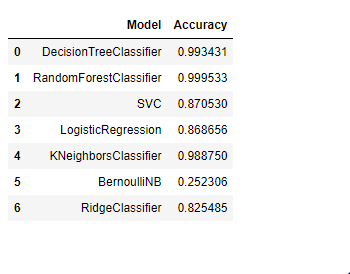 Model Accuracy
0 DecisionTreeClassifier 0.993431
1 RandomForestClassifier 0.999533
2 SVC 0.870530
3 LogisticRegression 0.868656
4 KNeighborsClassifier 0.988750
5 BernoulliNB 0.252306
6 RidgeClassifier 0.825485